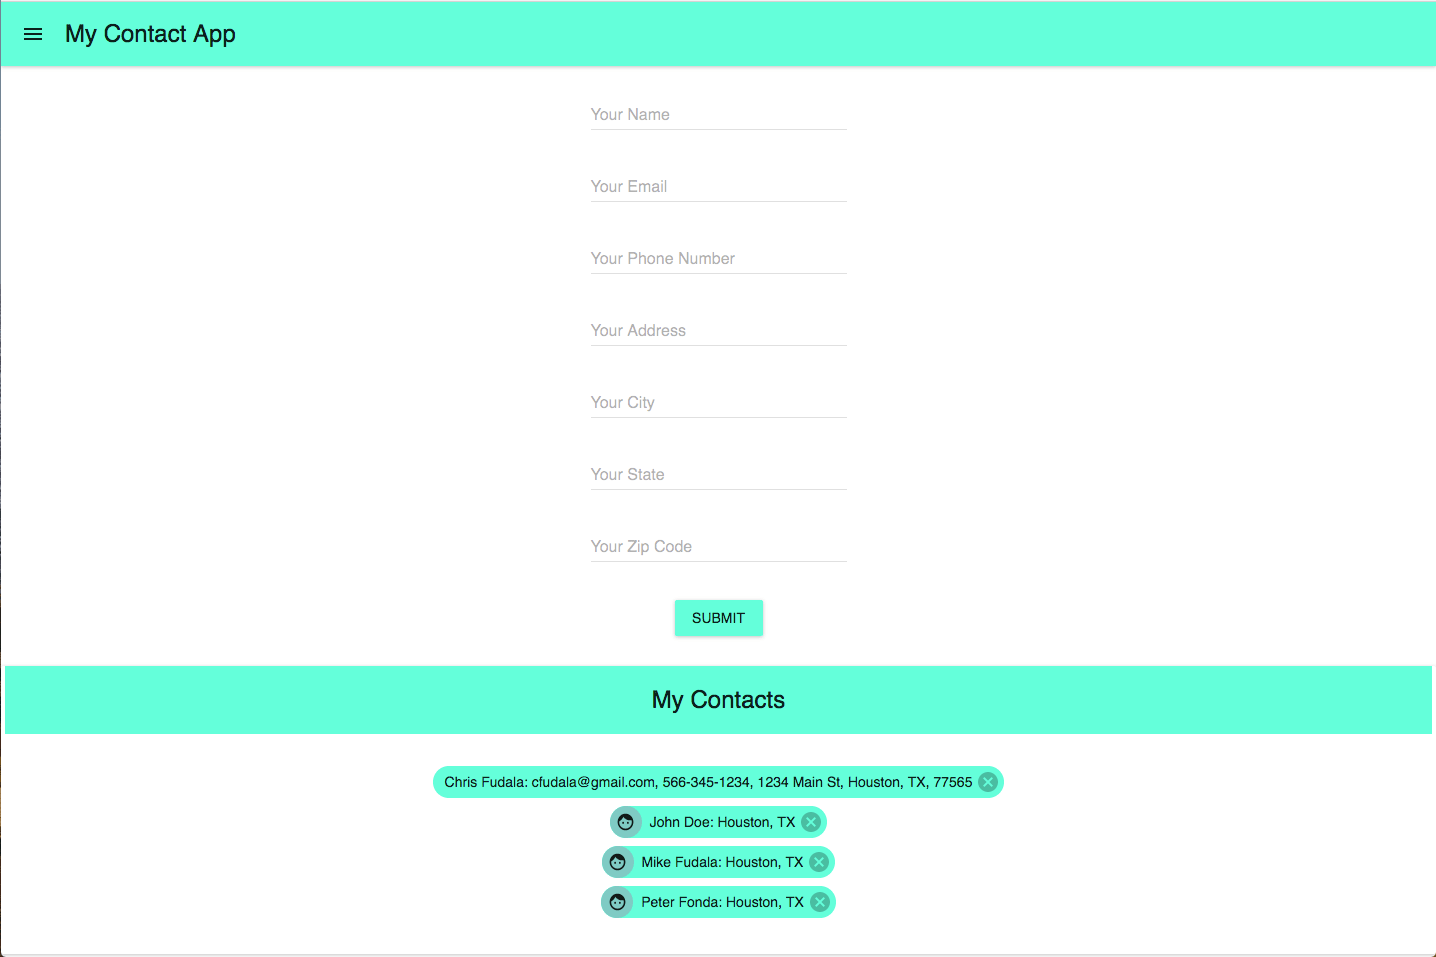 My Contact App
Your Name
Your Email
Your Phone Number
Your Address
Your City
Your State
Your Zip Code
SUBMIT
My Contacts
Chris Fudala: cfudala@gmail.com, 566-345-1234, 1234 Main St, Houston, TX, 77565
John Doe: Houston, TX
Mike Fudala: Houston, TX
Peter Fonda: Houston, TX